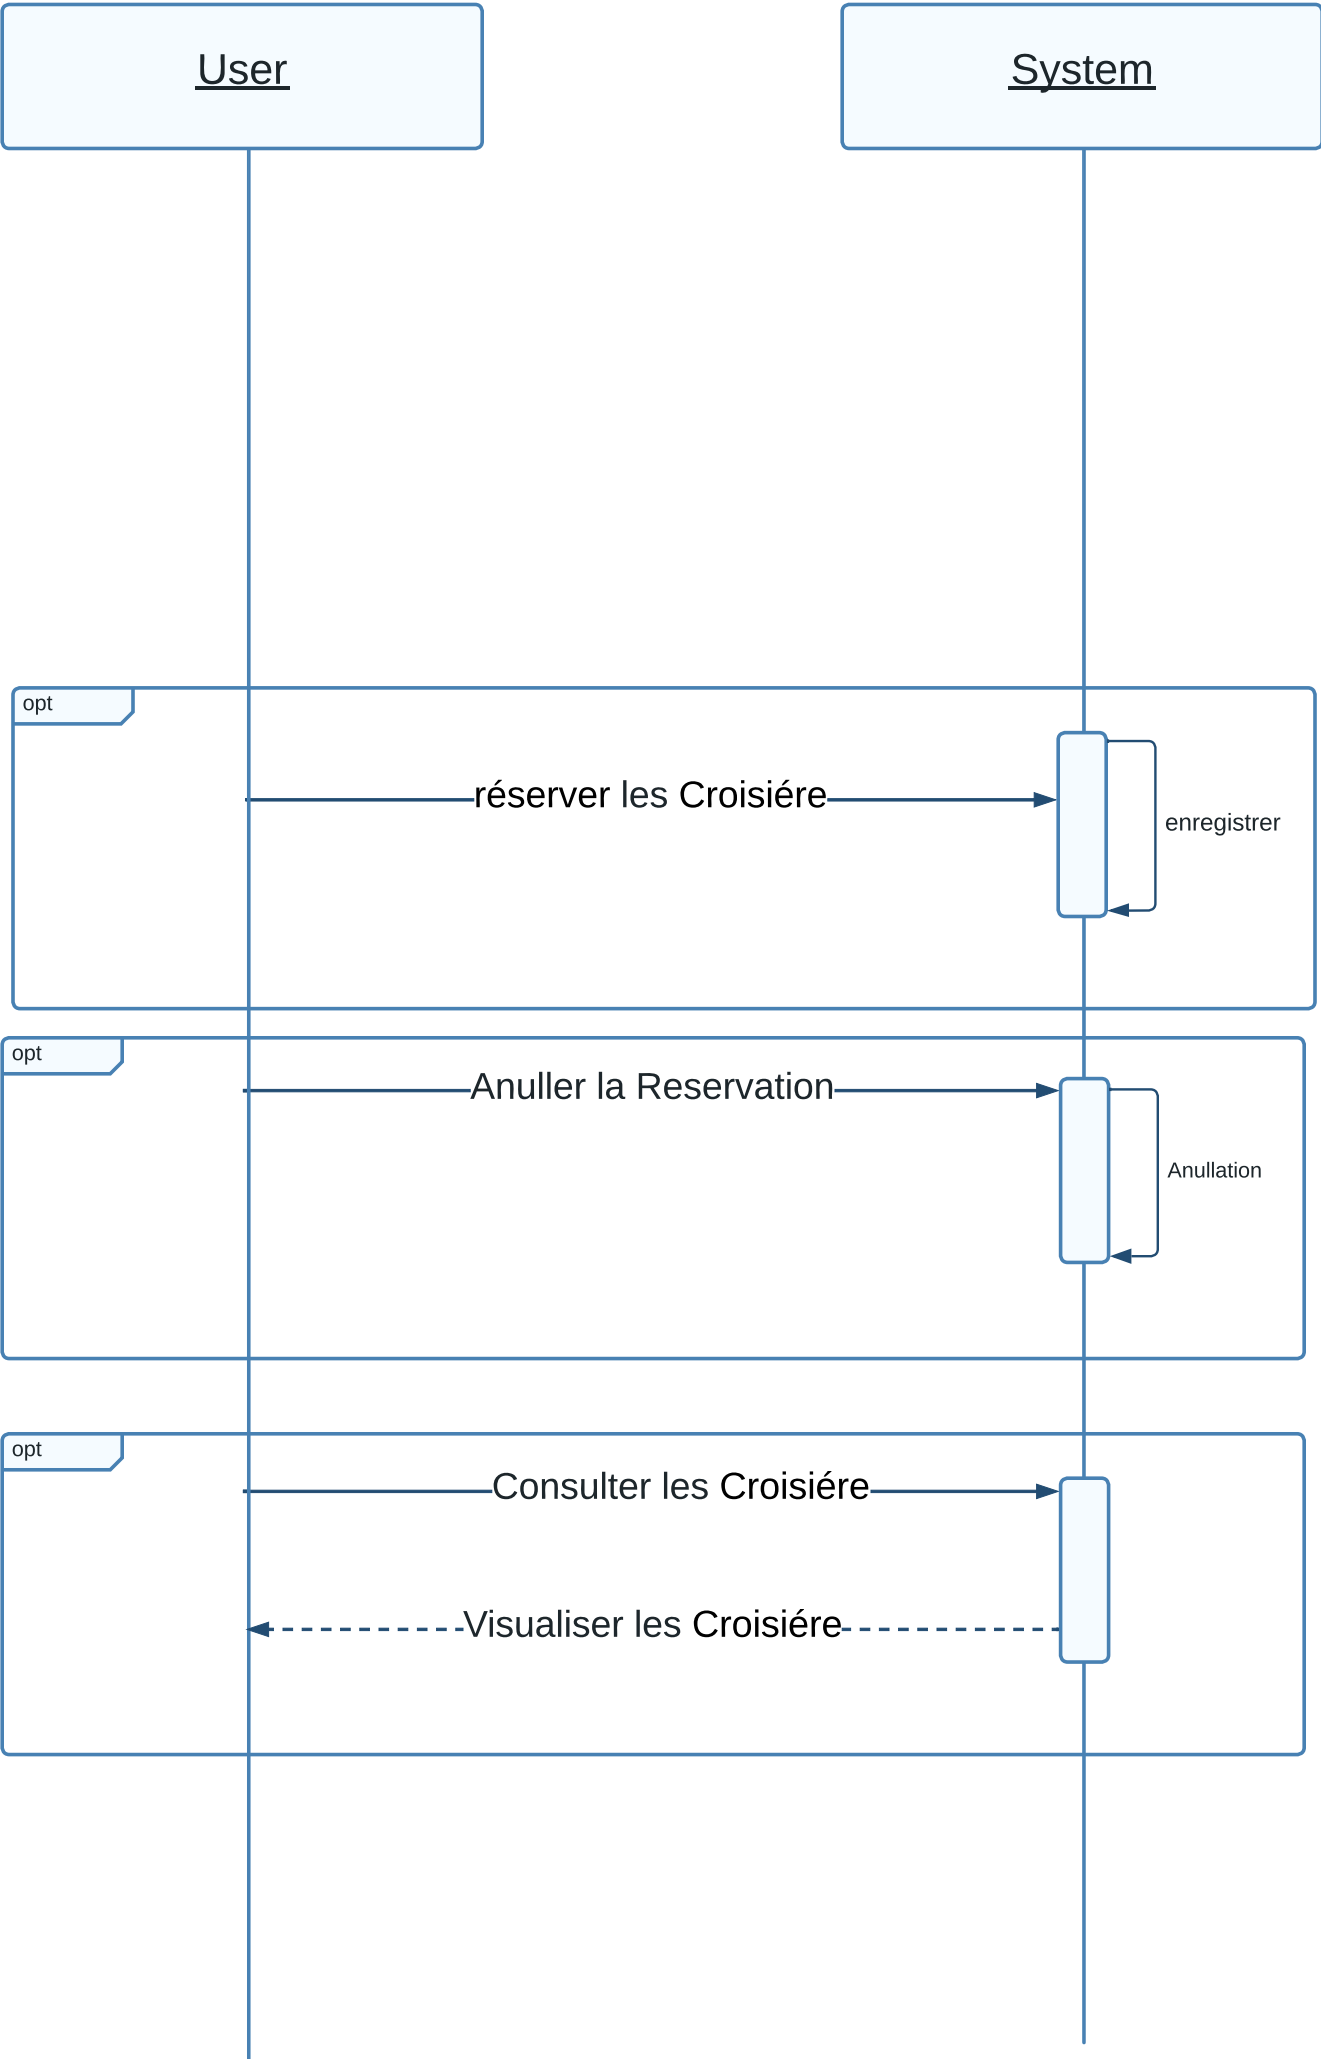 User
System
opt
réserver les Croisiére
enregistrer
opt
Anuller la Reservation
Anullation
opt
Consulter les Croisiére
Visualiser les Croisiére